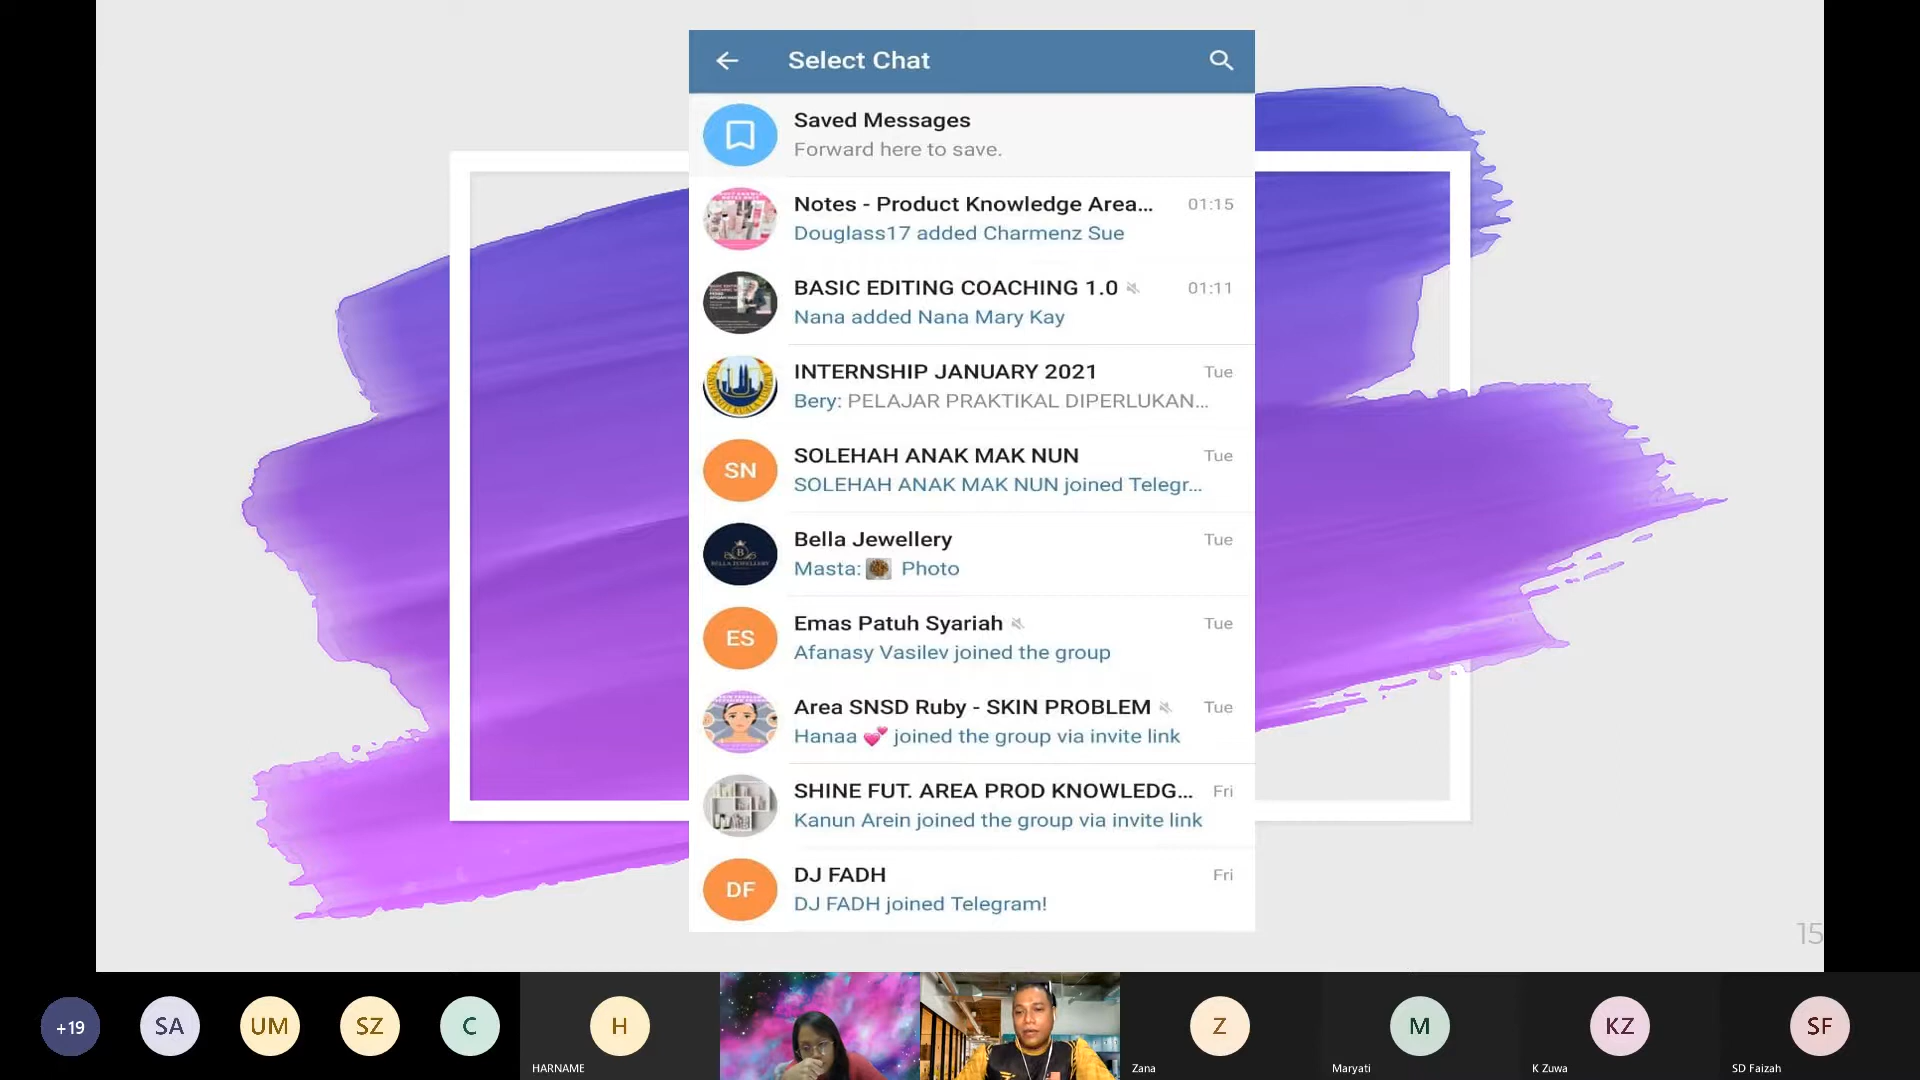 Select Chat
Saved Messages
Forward here to save.
Notes - Product Knowledge Area... 01:15
Douglass17 added Charmenz Sue
BASIC EDITING COACHING 1.0 01:11
Nana added Nana Mary Kay
INTERNSHIP JANUARY 2021 Tue
Bery: PELAJAR PRAKTIKAL DIPERLUKAN...
SN SOLEHAH ANAK MAK NUN Tue
SOLEHAH ANAK MAK NUN joined Telegr...
Bella Jewellery Tue
Masta: Photo
ES Emas Patuh Syariah Tue
Afanasy Vasilev joined the group
Area SNSD Ruby - SKIN PROBLEM Tue
Hanaa 💕 joined the group via invite link
SHINE FUT. AREA PROD KNOWLEDG... Fri
Kanun Arein joined the group via invite link
DF DJ FADH Fri
DJ FADH joined Telegram!
15
+19 SA UM SZ C H Z M KZ SF
HARNAME Zana Maryati K Zuwa SD Faizah